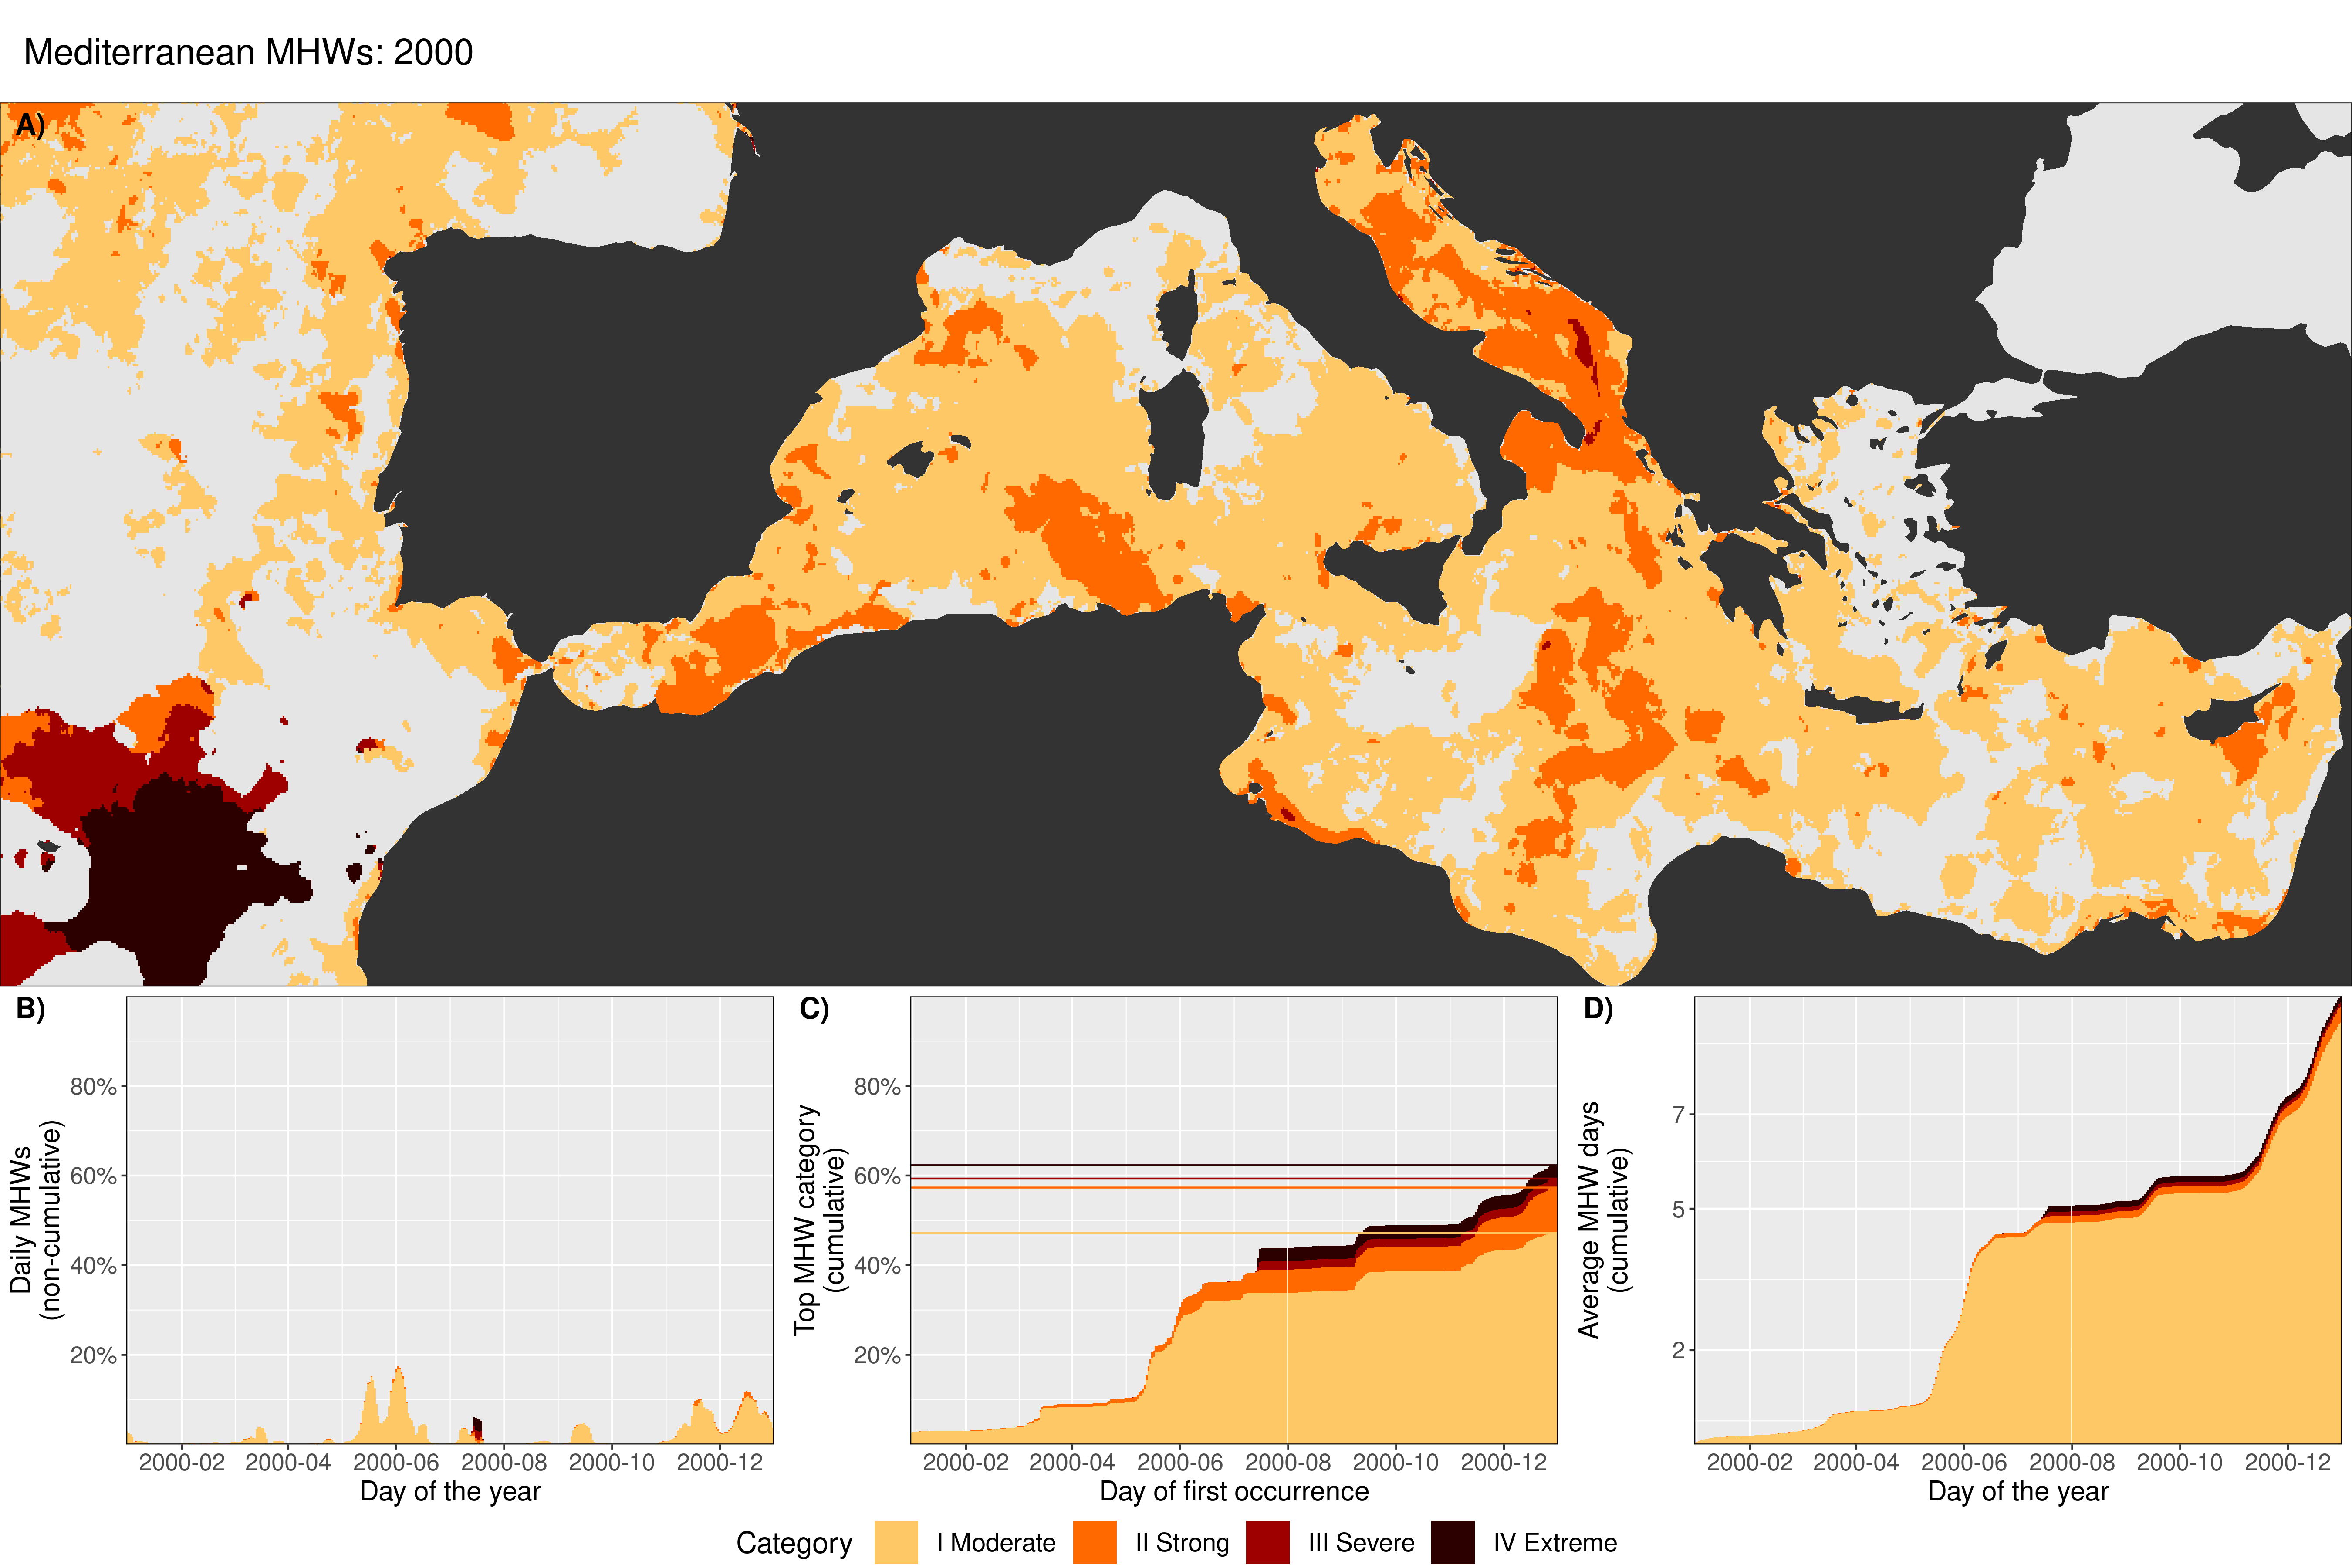 Mediterranean MHWs: 2000
A)
B)
Daily MHWs
(non-cumulative)
80%
60%
40%
20%
2000-02 2000-04 2000-06 2000-08 2000-10 2000-12
Day of the year
C)
Top MHW category
(cumulative)
80%
60%
40%
20%
2000-02 2000-04 2000-06 2000-08 2000-10 2000-12
Day of first occurrence
D)
Average MHW days
(cumulative)
7
5
2
2000-02 2000-04 2000-06 2000-08 2000-10 2000-12
Day of the year
Category I Moderate II Strong III Severe IV Extreme